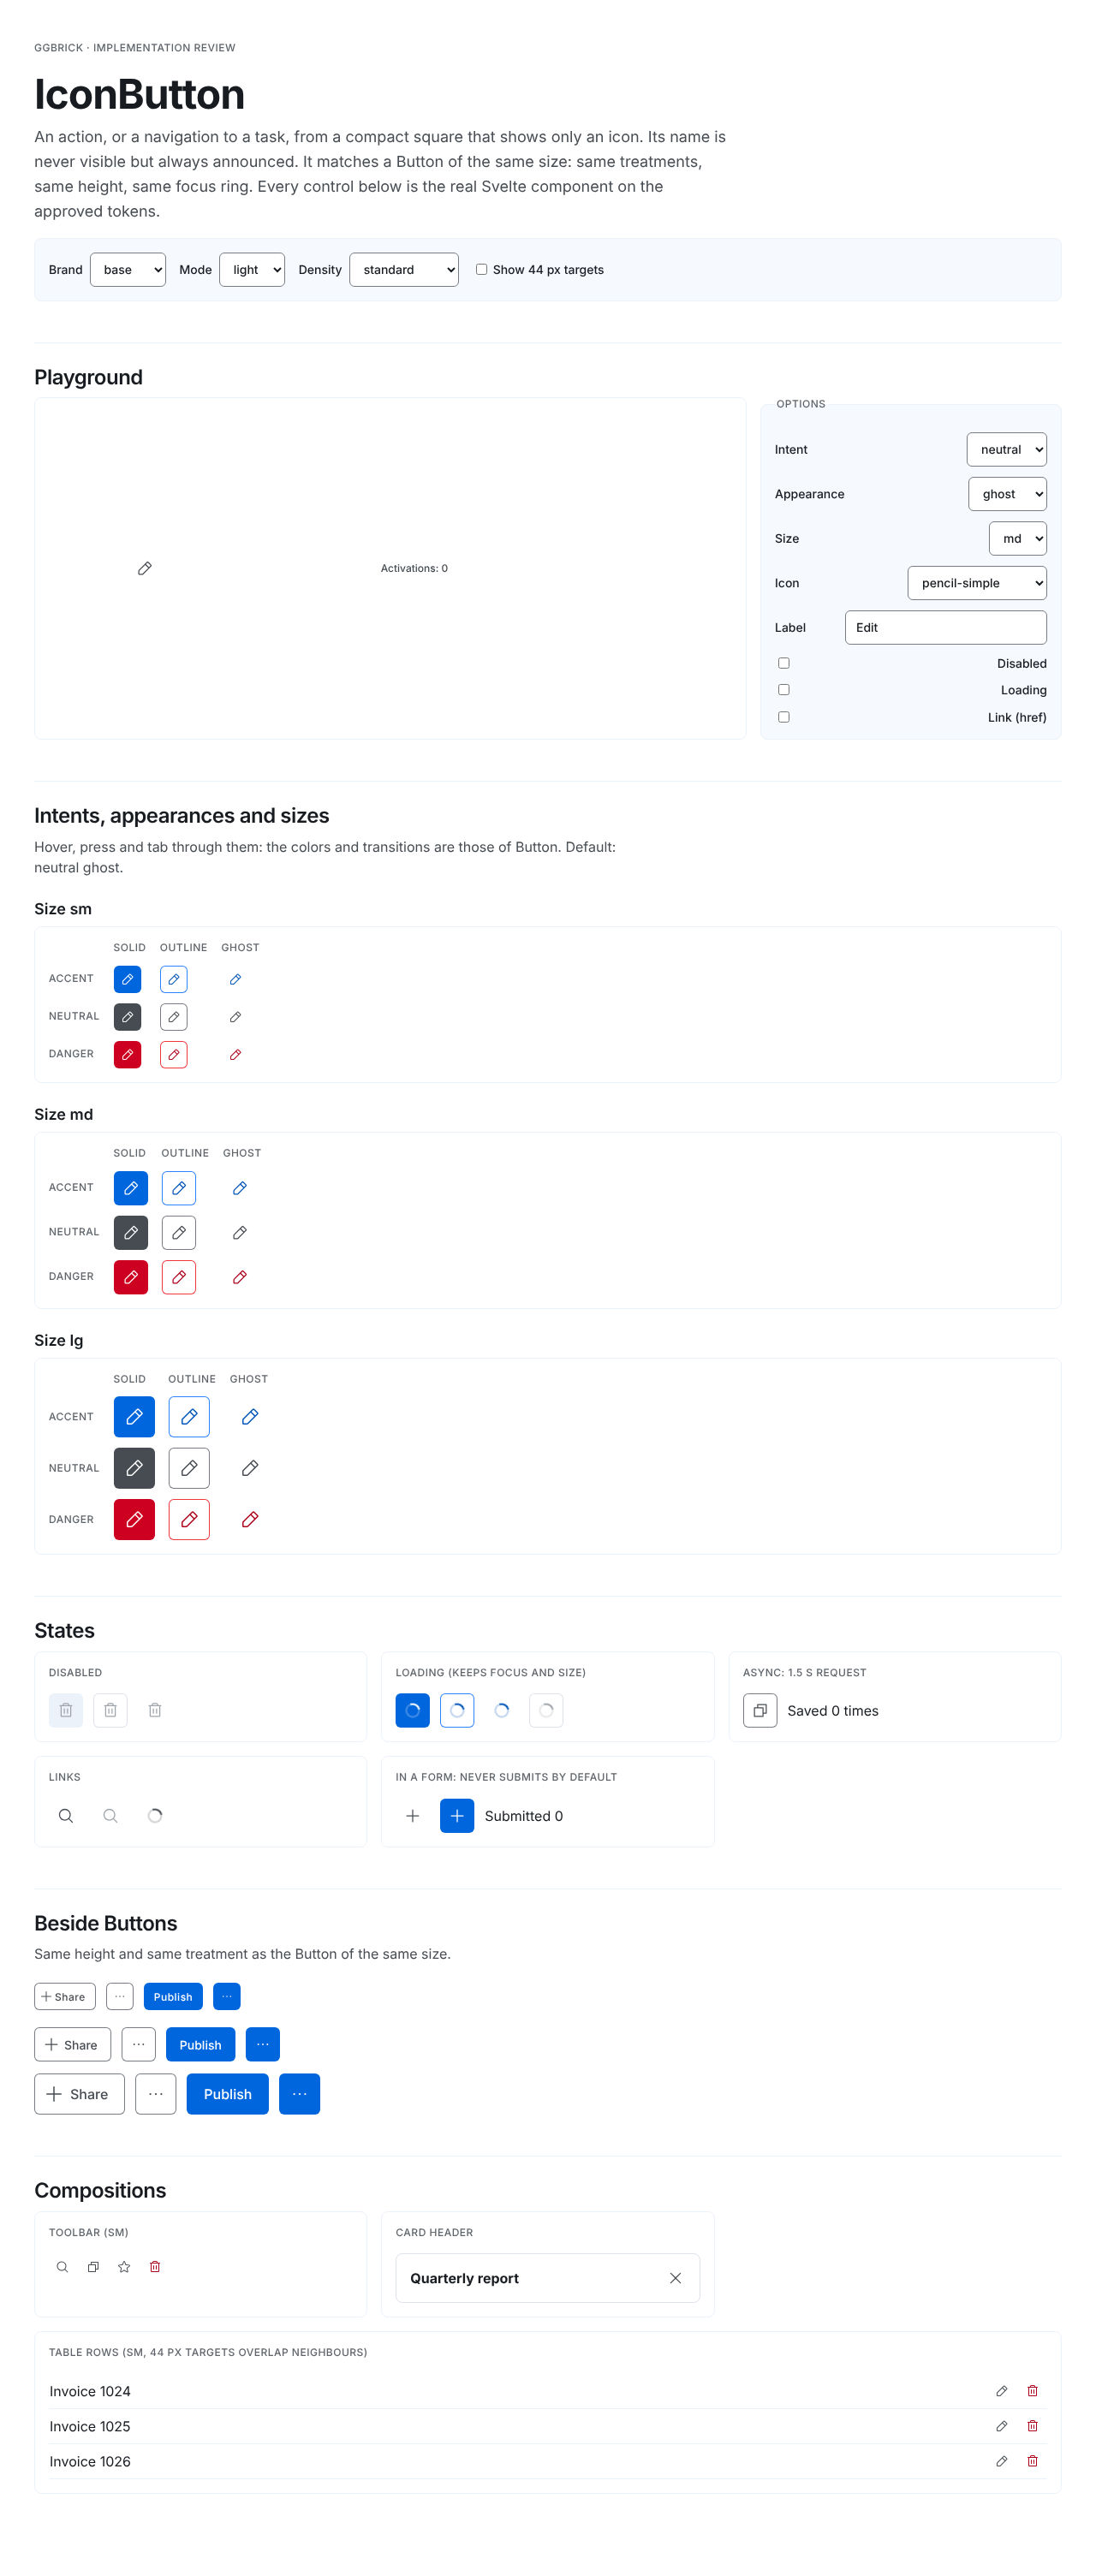 GGBRICK · IMPLEMENTATION REVIEW
IconButton
An action, or a navigation to a task, from a compact square that shows only an icon. Its name is
never visible but always announced. It matches a Button of the same size: same treatments,
same height, same focus ring. Every control below is the real Svelte component on the
approved tokens.
Brand base Mode light Density standard Show 44 px targets
Playground
Activations: 0
OPTIONS
Intent neutral
Appearance ghost
Size md
Icon pencil-simple
Label Edit
Disabled
Loading
Link (href)
Intents, appearances and sizes
Hover, press and tab through them: the colors and transitions are those of Button. Default:
neutral ghost.
Size sm
SOLID OUTLINE GHOST
ACCENT
NEUTRAL
DANGER
Size md
SOLID OUTLINE GHOST
ACCENT
NEUTRAL
DANGER
Size lg
SOLID OUTLINE GHOST
ACCENT
NEUTRAL
DANGER
States
DISABLED
LOADING (KEEPS FOCUS AND SIZE)
ASYNC: 1.5 S REQUEST
Saved 0 times
LINKS
IN A FORM: NEVER SUBMITS BY DEFAULT
Submitted 0
Beside Buttons
Same height and same treatment as the Button of the same size.
Share Publish
Share Publish
Share Publish
Compositions
TOOLBAR (SM)
CARD HEADER
Quarterly report
TABLE ROWS (SM, 44 PX TARGETS OVERLAP NEIGHBOURS)
Invoice 1024
Invoice 1025
Invoice 1026